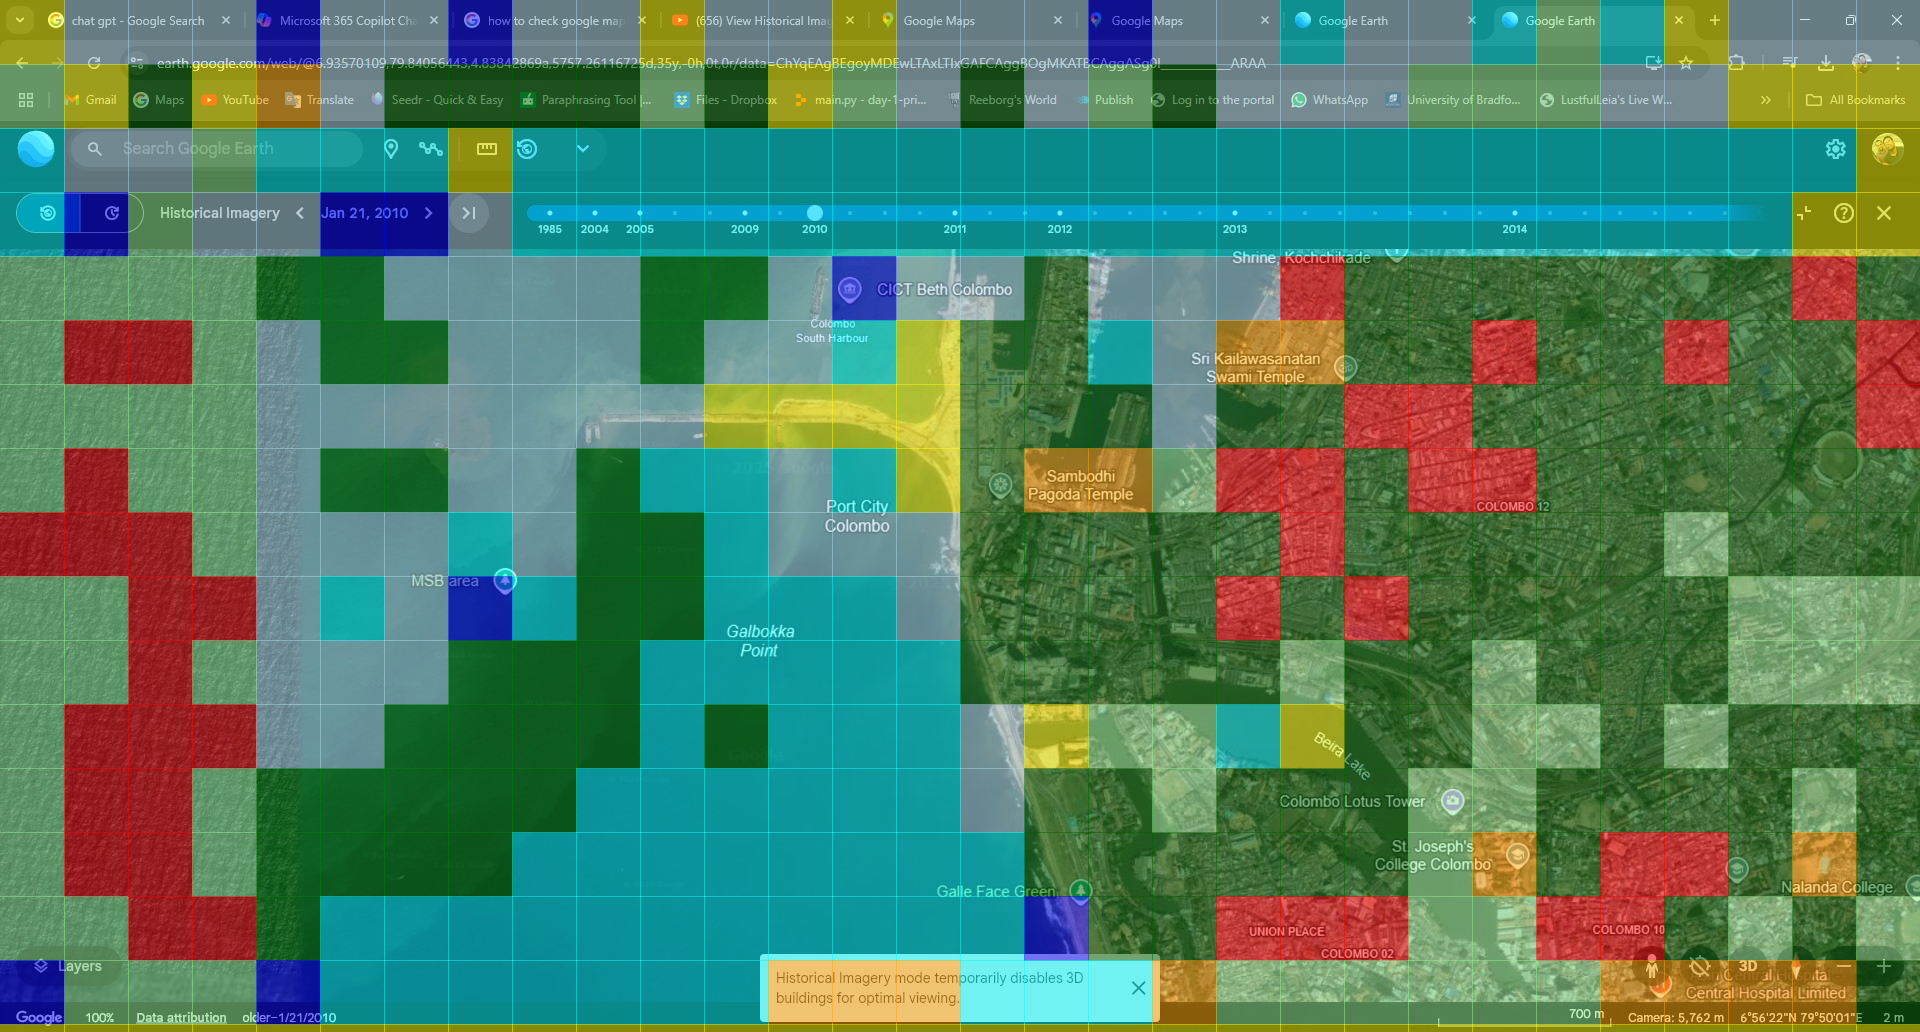 chat gpt - Google Search
Microsoft 365 Copilot Ch
how to check google map
(656) View Historical Imag
Google Maps
Google Maps
Google Earth
Google Earth
Gmail
Maps
YouTube
Translate
Seedr - Quick & Easy
Paraphrasing Tool |...
Files - Dropbox
main.py - day-1-pri...
Reeborg's World
Publish
Log in to the portal
WhatsApp
University of Bradfo...
LustfulLeia's Live W...
All Bookmarks
Search Google Earth
Historical Imagery
Jan 21, 2010
1985
2004
2005
2009
2010
2011
2012
2013
2014
Shrine, Kochchikade
CICT Beth Colombo
Colombo
South Harbour
Sri Kailawasanatan
Swami Temple
Sambodhi
Pagoda Temple
COLOMBO 12
Port City
Colombo
MSB area
Galbokka
Point
Beira Lake
Colombo Lotus Tower
St. Joseph's
College Colombo
Nalanda College
Galle Face Green
UNION PLACE
COLOMBO 02
COLOMBO 10
Layers
3D
Central Hospital
Central Hospital Limited
Historical Imagery mode temporarily disables 3D
buildings for optimal viewing.
Google
100%
Data attribution
older–1/21/2010
700 m
Camera: 5,762 m
6°56'22"N 79°50'01"E
2 m